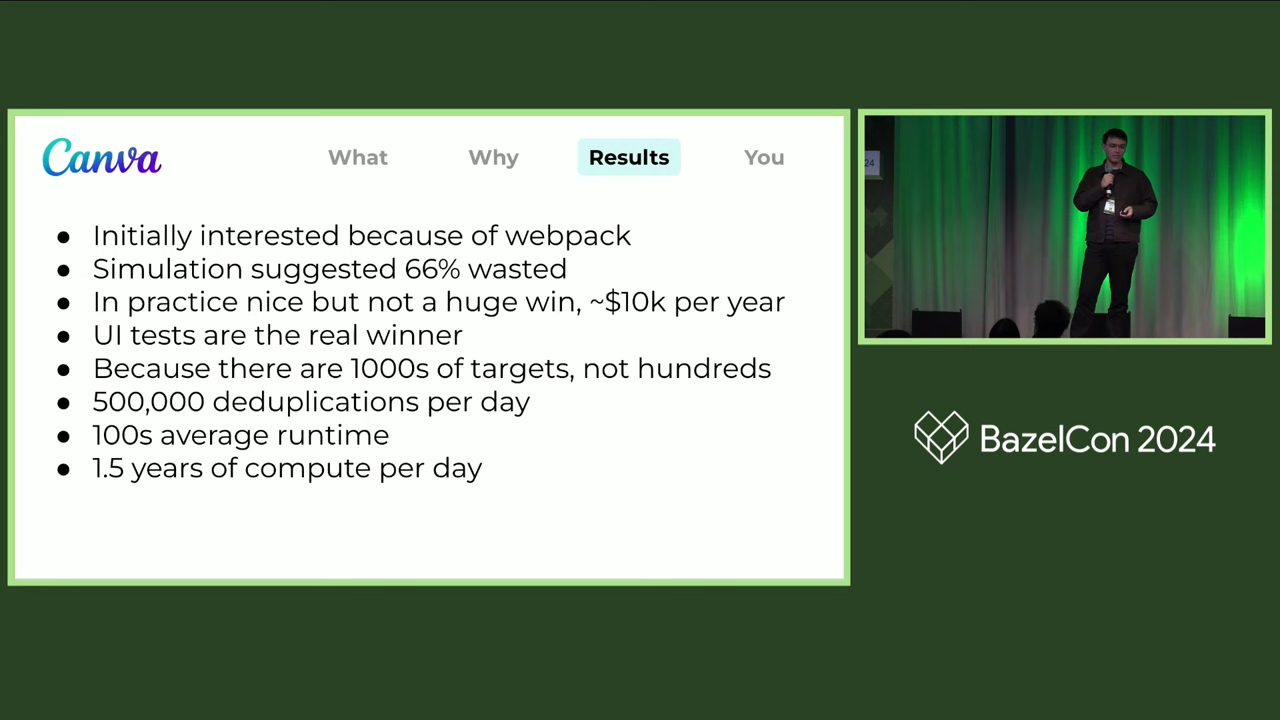 Canva
What Why Results You
● Initially interested because of webpack
● Simulation suggested 66% wasted
● In practice nice but not a huge win, ~$10k per year
● UI tests are the real winner
● Because there are 1000s of targets, not hundreds
● 500,000 deduplications per day
● 100s average runtime
● 1.5 years of compute per day
24
BazelCon 2024